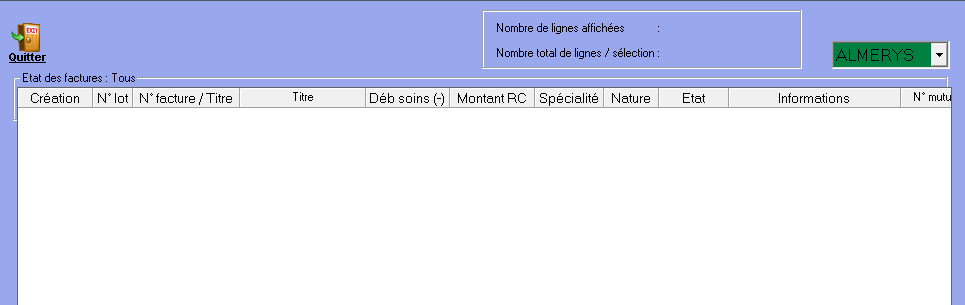 EXIT
Quitter
Nombre de lignes affichées :
Nombre total de lignes / sélection :
ALMERYS
Etat des factures : Tous
Création N° lot N° facture / Titre Titre Déb soins (-) Montant RC Spécialité Nature Etat Informations N° mutu